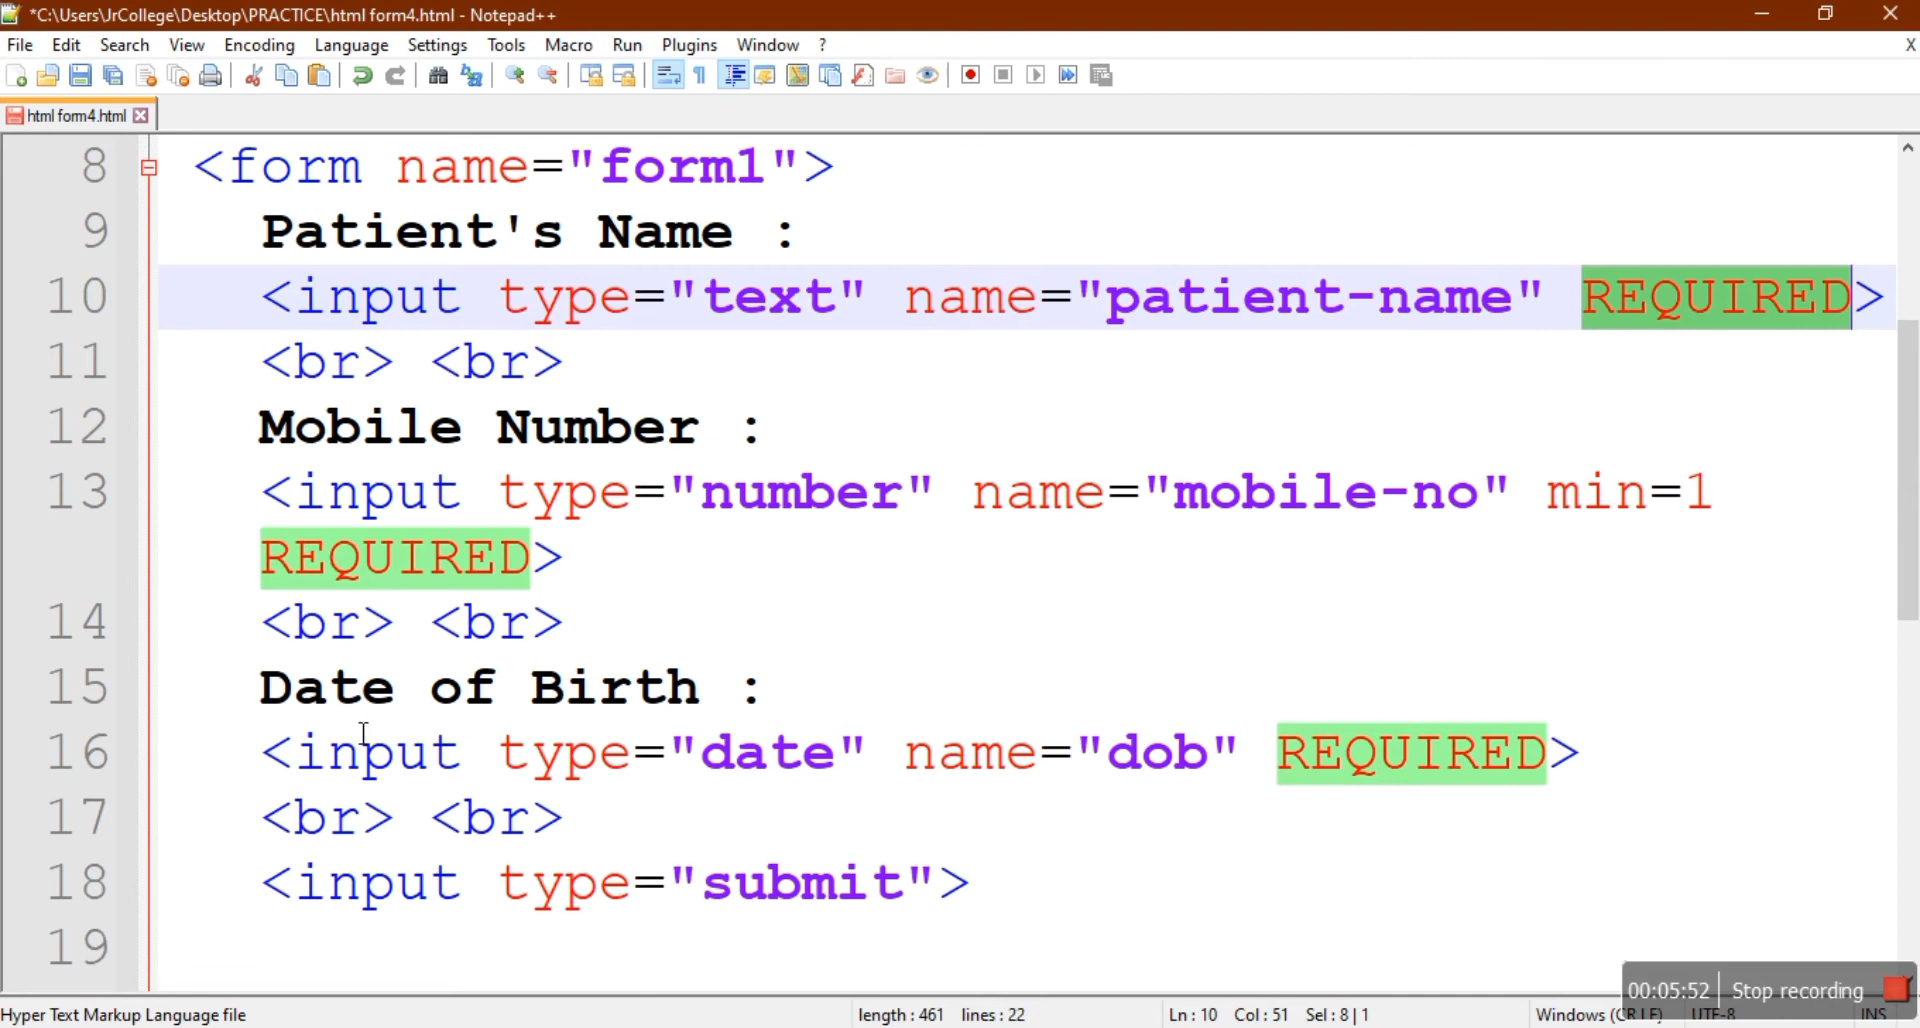 *C:\Users\JrCollege\Desktop\PRACTICE\html form4.html - Notepad++
File Edit Search View Encoding Language Settings Tools Macro Run Plugins Window ? X
html form4.html
8 <form name="form1">
9 Patient's Name :
10 <input type="text" name="patient-name" REQUIRED>
11 <br> <br>
12 Mobile Number :
13 <input type="number" name="mobile-no" min=1
REQUIRED>
14 <br> <br>
15 Date of Birth :
16 <input type="date" name="dob" REQUIRED>
17 <br> <br>
18 <input type="submit">
19
00:05:52 Stop recording
Hyper Text Markup Language file length : 461 lines : 22 Ln : 10 Col : 51 Sel : 8 | 1 Windows (CR LF) UTF-8 INS